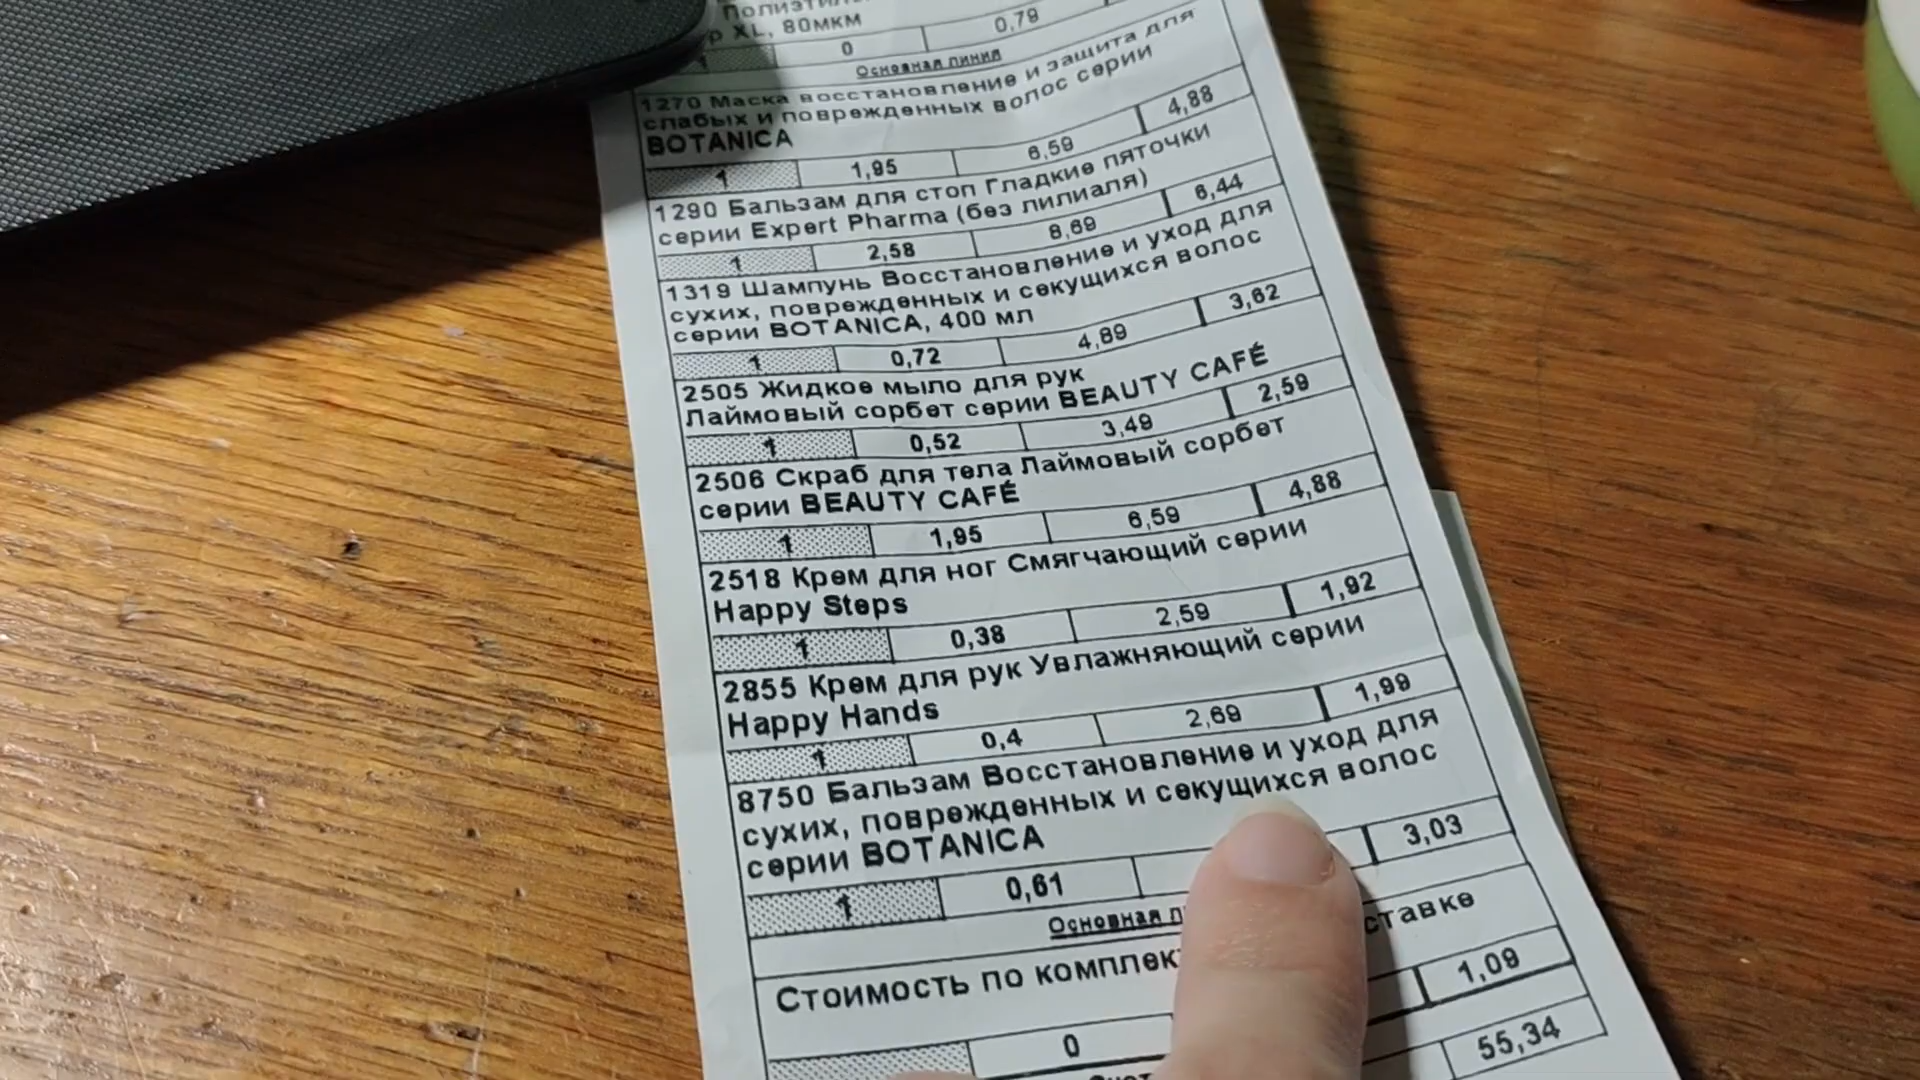 р XL, 80мкм
1 0 0,79
Основная линия
1270 Маска восстановление и защита для
слабых и поврежденных волос серии
BOTANICA
1 1,95 6,59 4,88
1290 Бальзам для стоп Гладкие пяточки
серии Expert Pharma (без лилиаля)
1 2,58 8,69 6,44
1319 Шампунь Восстановление и уход для
сухих, поврежденных и секущихся волос
серии BOTANICA, 400 мл
1 0,72 4,89 3,62
2505 Жидкое мыло для рук
Лаймовый сорбет серии BEAUTY CAFÉ
1 0,52 3,49 2,59
2506 Скраб для тела Лаймовый сорбет
серии BEAUTY CAFÉ
1 1,95 6,59 4,88
2518 Крем для ног Смягчающий серии
Happy Steps
1 0,38 2,59 1,92
2855 Крем для рук Увлажняющий серии
Happy Hands
1 0,4 2,69 1,99
8750 Бальзам Восстановление и уход для
сухих, поврежденных и секущихся волос
серии BOTANICA
1 0,61 3,03
Основная
Стоимость по
0 1,09
55,34